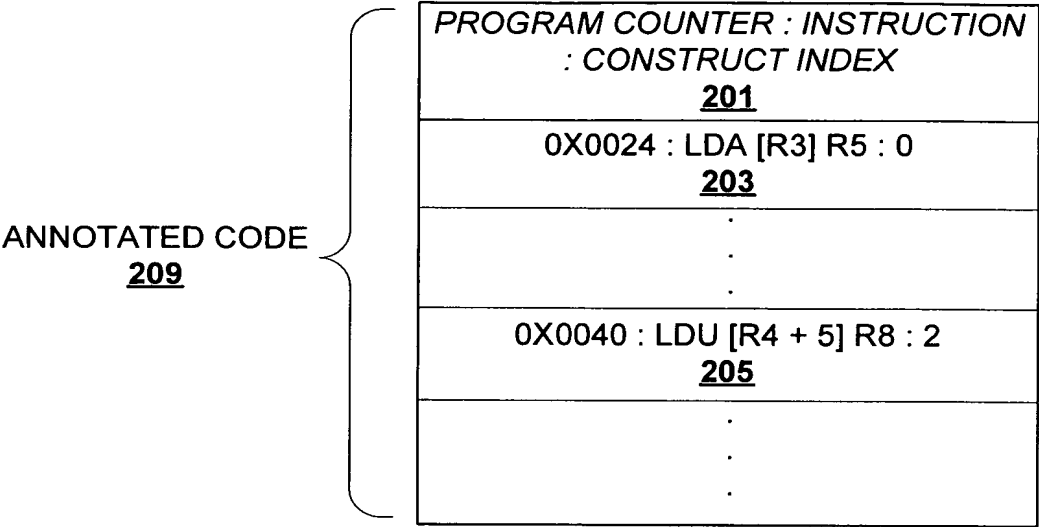 PROGRAM COUNTER : INSTRUCTION
: CONSTRUCT INDEX
201
0X0024 : LDA [R3] R5 : 0
203
.
.
.
ANNOTATED CODE
209
0X0040 : LDU [R4 + 5] R8 : 2
205
.
.
.